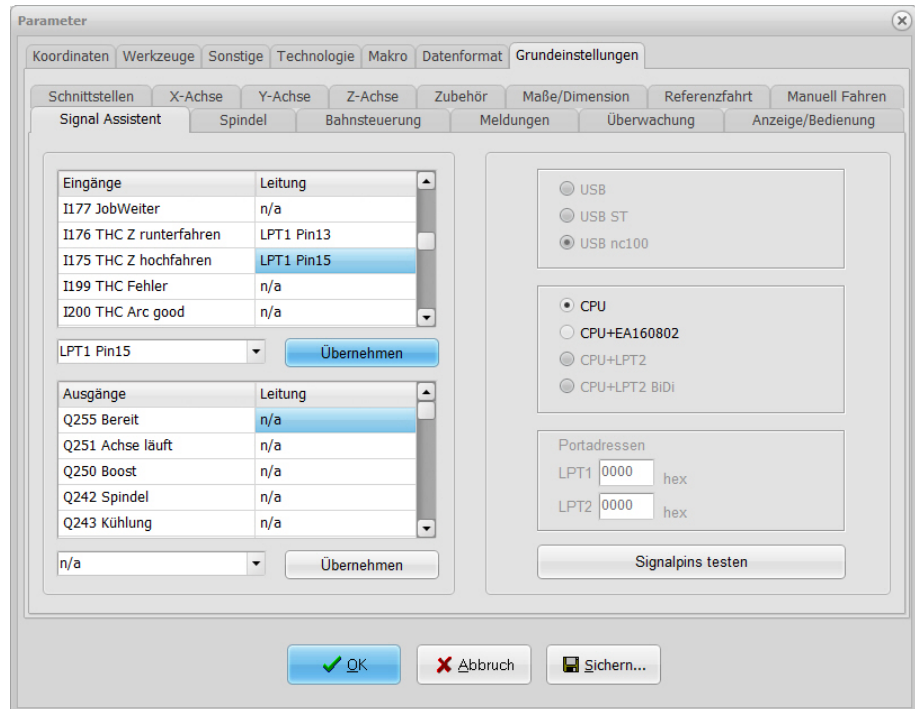 Parameter
Koordinaten Werkzeuge Sonstige Technologie Makro Datenformat Grundeinstellungen
Schnittstellen X-Achse Y-Achse Z-Achse Zubehör Maße/Dimension Referenzfahrt Manuell Fahren
Signal Assistent Spindel Bahnsteuerung Meldungen Überwachung Anzeige/Bedienung
Eingänge Leitung
I177 JobWeiter n/a
I176 THC Z runterfahren LPT1 Pin13
I175 THC Z hochfahren LPT1 Pin15
I199 THC Fehler n/a
I200 THC Arc good n/a
LPT1 Pin15 Übernehmen
Ausgänge Leitung
Q255 Bereit n/a
Q251 Achse läuft n/a
Q250 Boost n/a
Q242 Spindel n/a
Q243 Kühlung n/a
n/a Übernehmen
USB
USB ST
USB nc100
CPU
CPU+EA160802
CPU+LPT2
CPU+LPT2 BiDi
Portadressen
LPT1 0000 hex
LPT2 0000 hex
Signalpins testen
OK Abbruch Sichern...